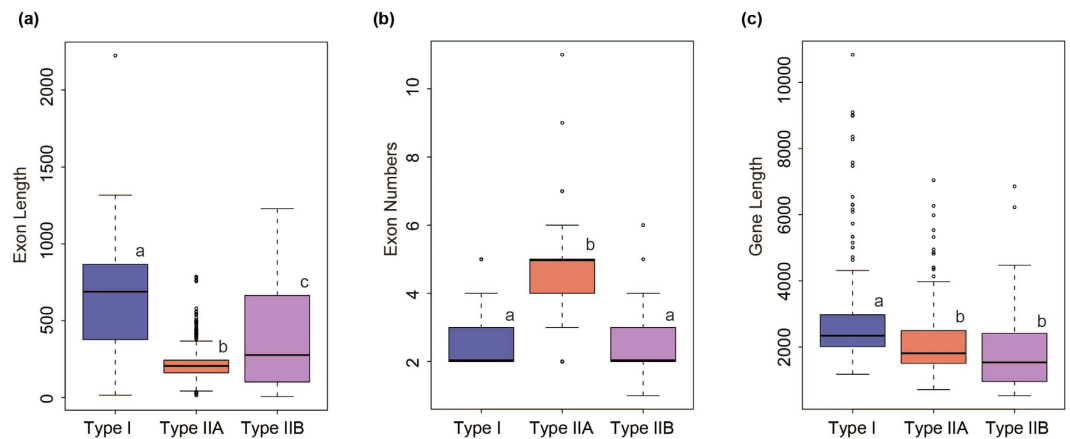 (a)
Exon Length
2000
1500
1000
500
0
a
b
c
Type I Type IIA Type IIB
(b)
Exon Numbers
10
8
6
4
2
a
b
a
Type I Type IIA Type IIB
(c)
Gene Length
10000
8000
6000
4000
2000
a
b
b
Type I Type IIA Type IIB